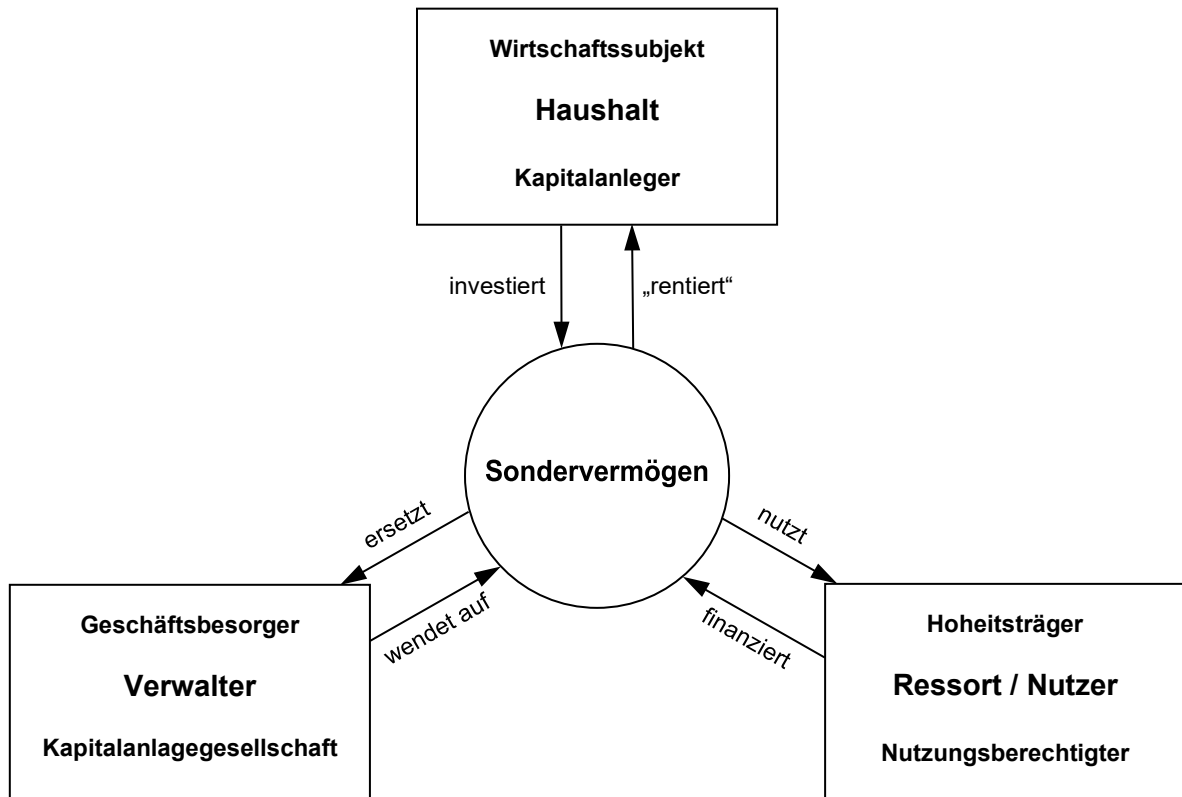 Wirtschaftssubjekt
Haushalt
Kapitalanleger
investiert
„rentiert“
Sondervermögen
ersetzt
wendet auf
nutzt
finanziert
Geschäftsbesorger
Verwalter
Kapitalanlagegesellschaft
Hoheitsträger
Ressort / Nutzer
Nutzungsberechtigter